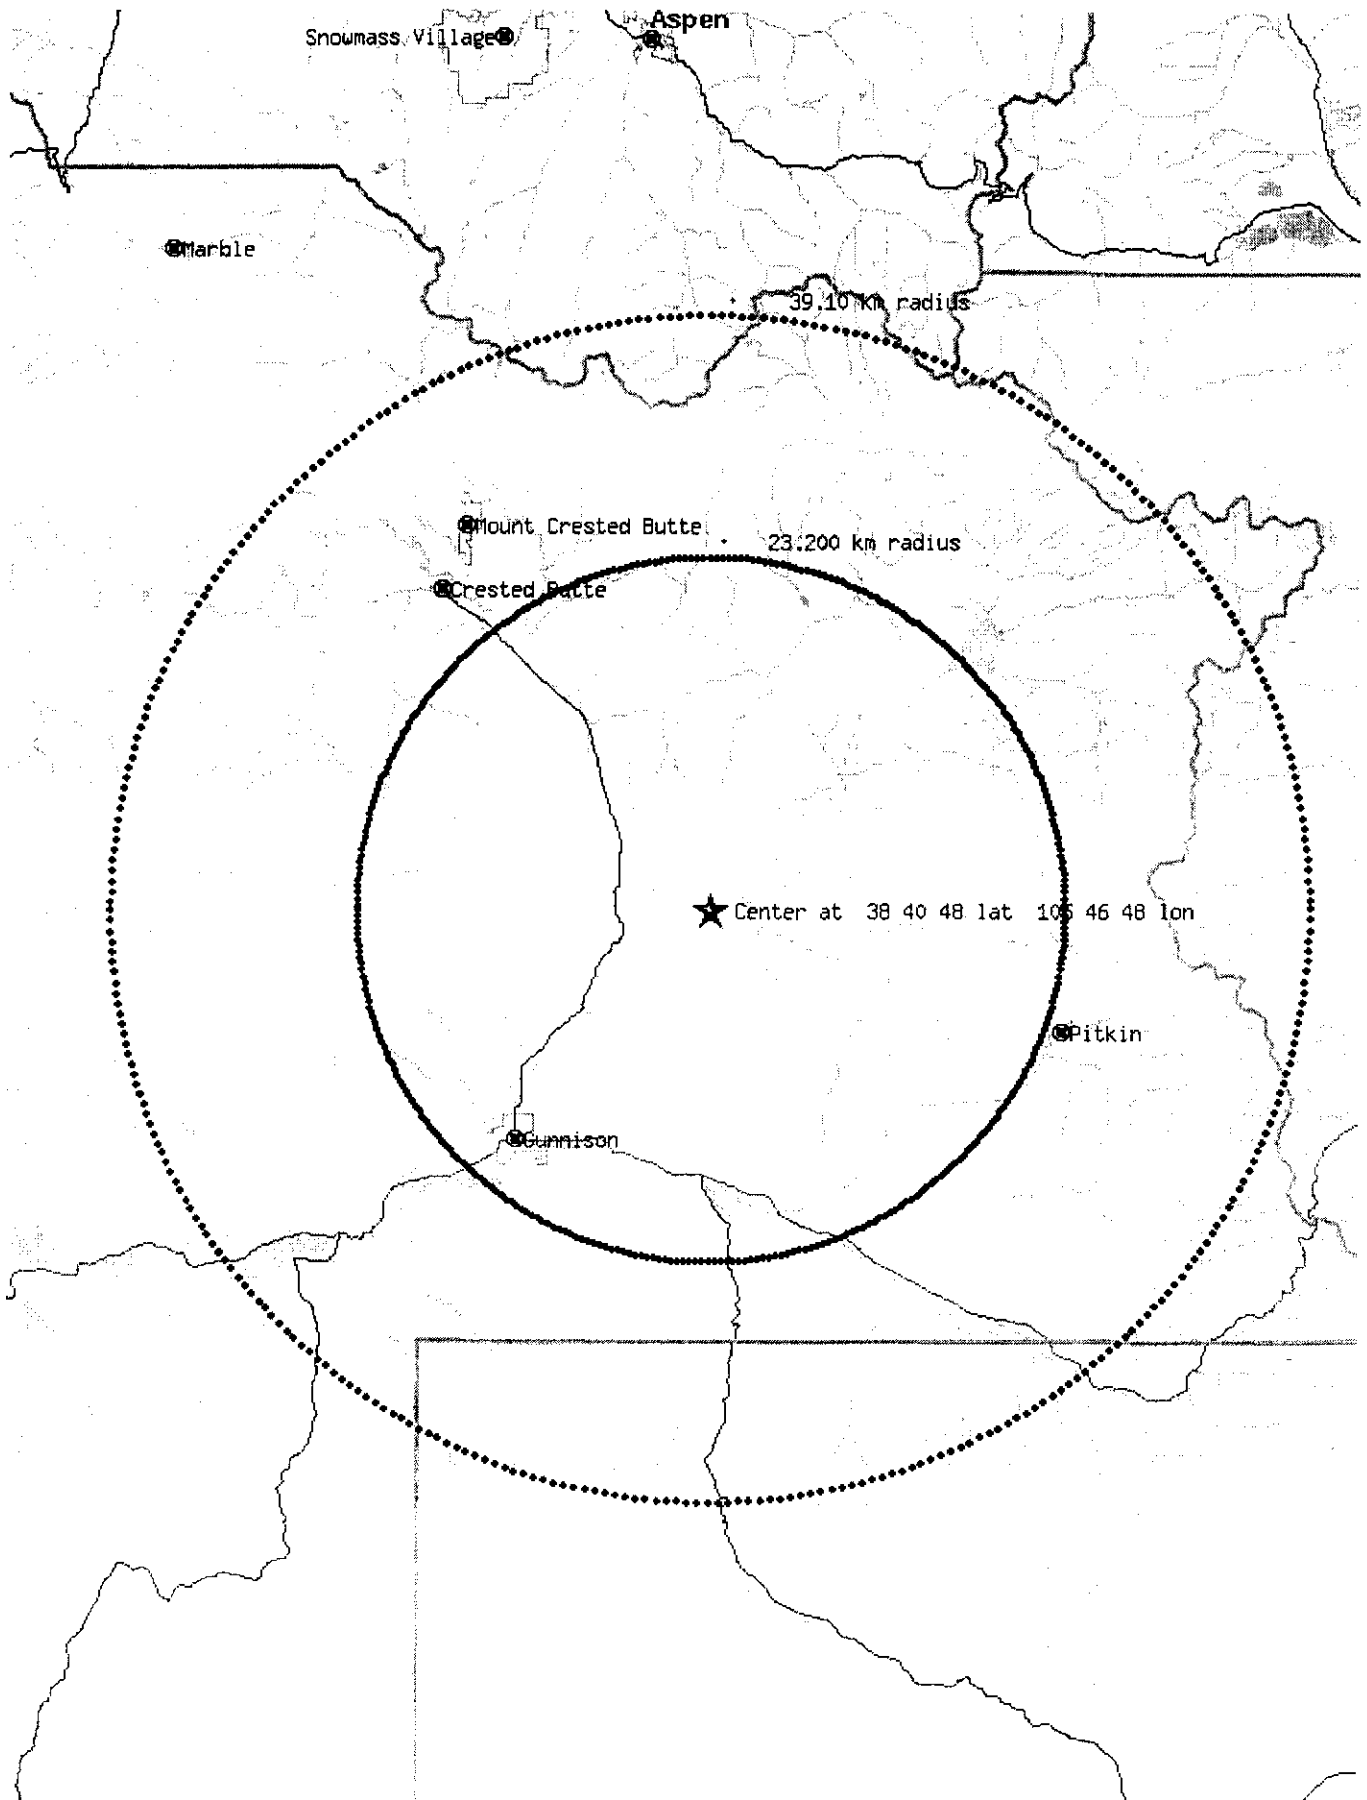 Aspen
Snowmass Village
Marble
39.10 km radius
Mount Crested Butte
23.200 km radius
Crested Butte
Center at 38 40 48 lat 106 46 48 lon
Pitkin
Gunnison